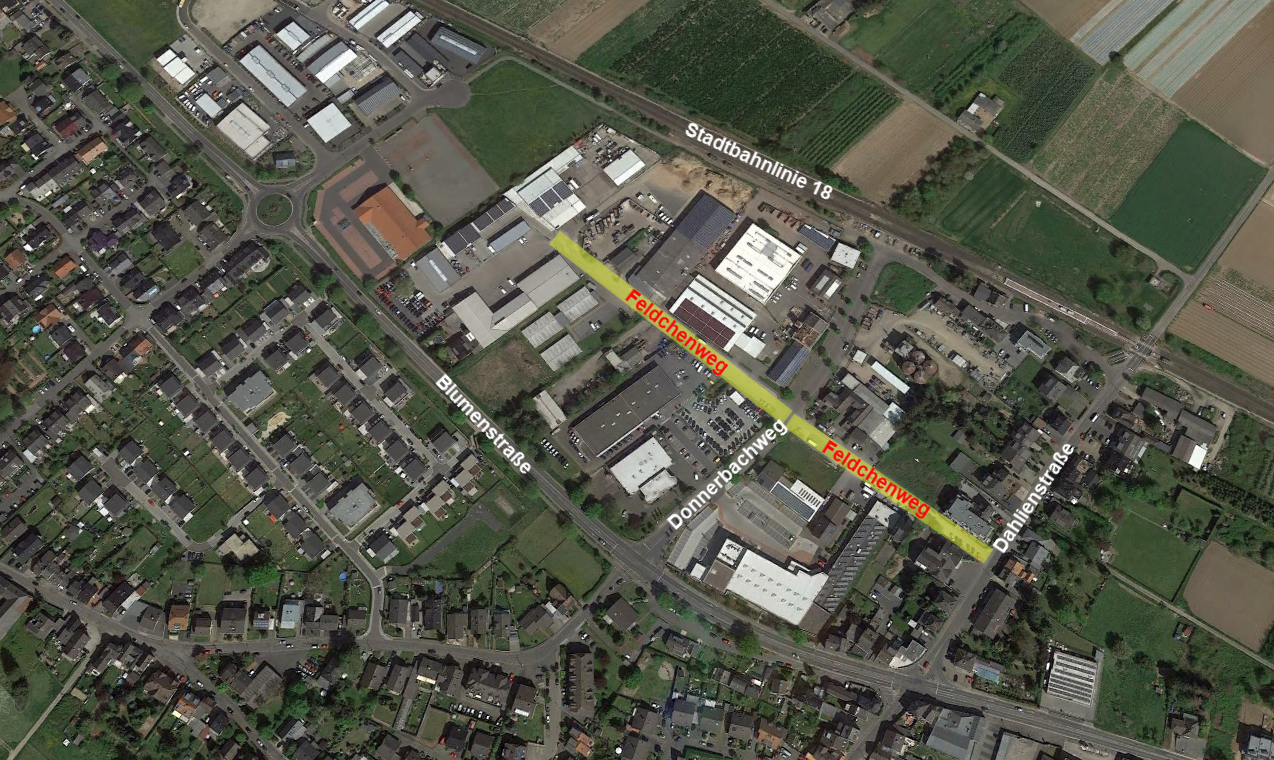 Stadtbahnlinie 18
Feldchenweg
Blumenstraße
Donnerbachweg
Feldchenweg
Dahlienstraße